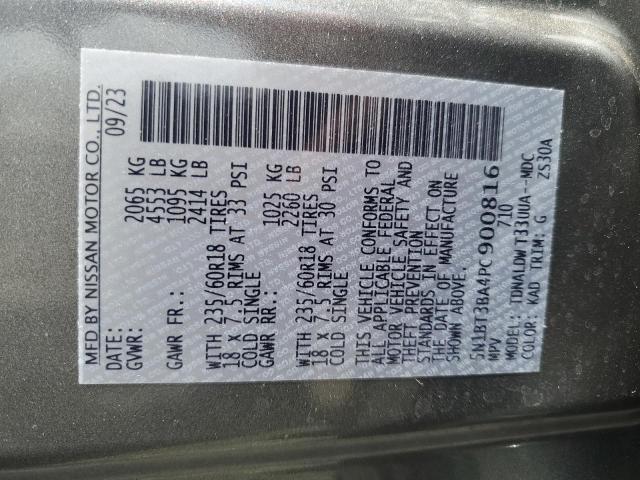 MFD BY NISSAN MOTOR CO., LTD.
DATE: 09/23
GVWR: 2065 KG
4553 LB
GAWR FR.: 1095 KG
2414 LB
WITH 235/60R18 TIRES
18 X 7.5 RIMS AT 33 PSI
COLD SINGLE
GAWR RR.: 1025 KG
2260 LB
WITH 235/60R18 TIRES
18 X 7.5 RIMS AT 30 PSI
COLD SINGLE
THIS VEHICLE CONFORMS TO
ALL APPLICABLE FEDERAL
MOTOR VEHICLE SAFETY AND
THEFT PREVENTION
STANDARDS IN EFFECT ON
THE DATE OF MANUFACTURE
SHOWN ABOVE.
5N1BT3BA4PC900816
MPV 710
MODEL: TDNALDWT33UUA--MDC
COLOR: KAD TRIM: G ZS30A